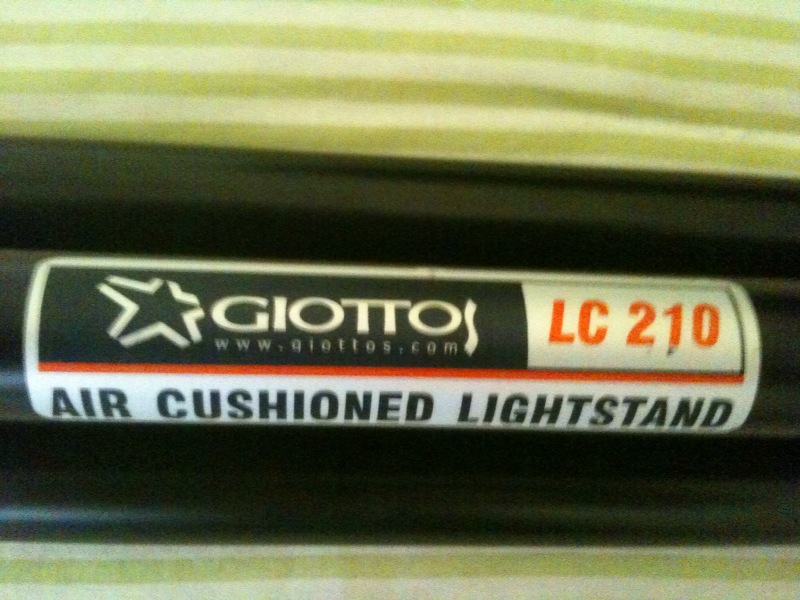 GIOTTOS
www.giottos.com
LC 210
AIR CUSHIONED LIGHTSTAND